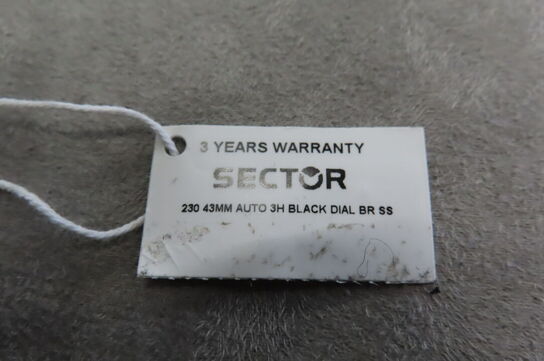 3 YEARS WARRANTY
SECTOR
230 43MM AUTO 3H BLACK DIAL BR SS